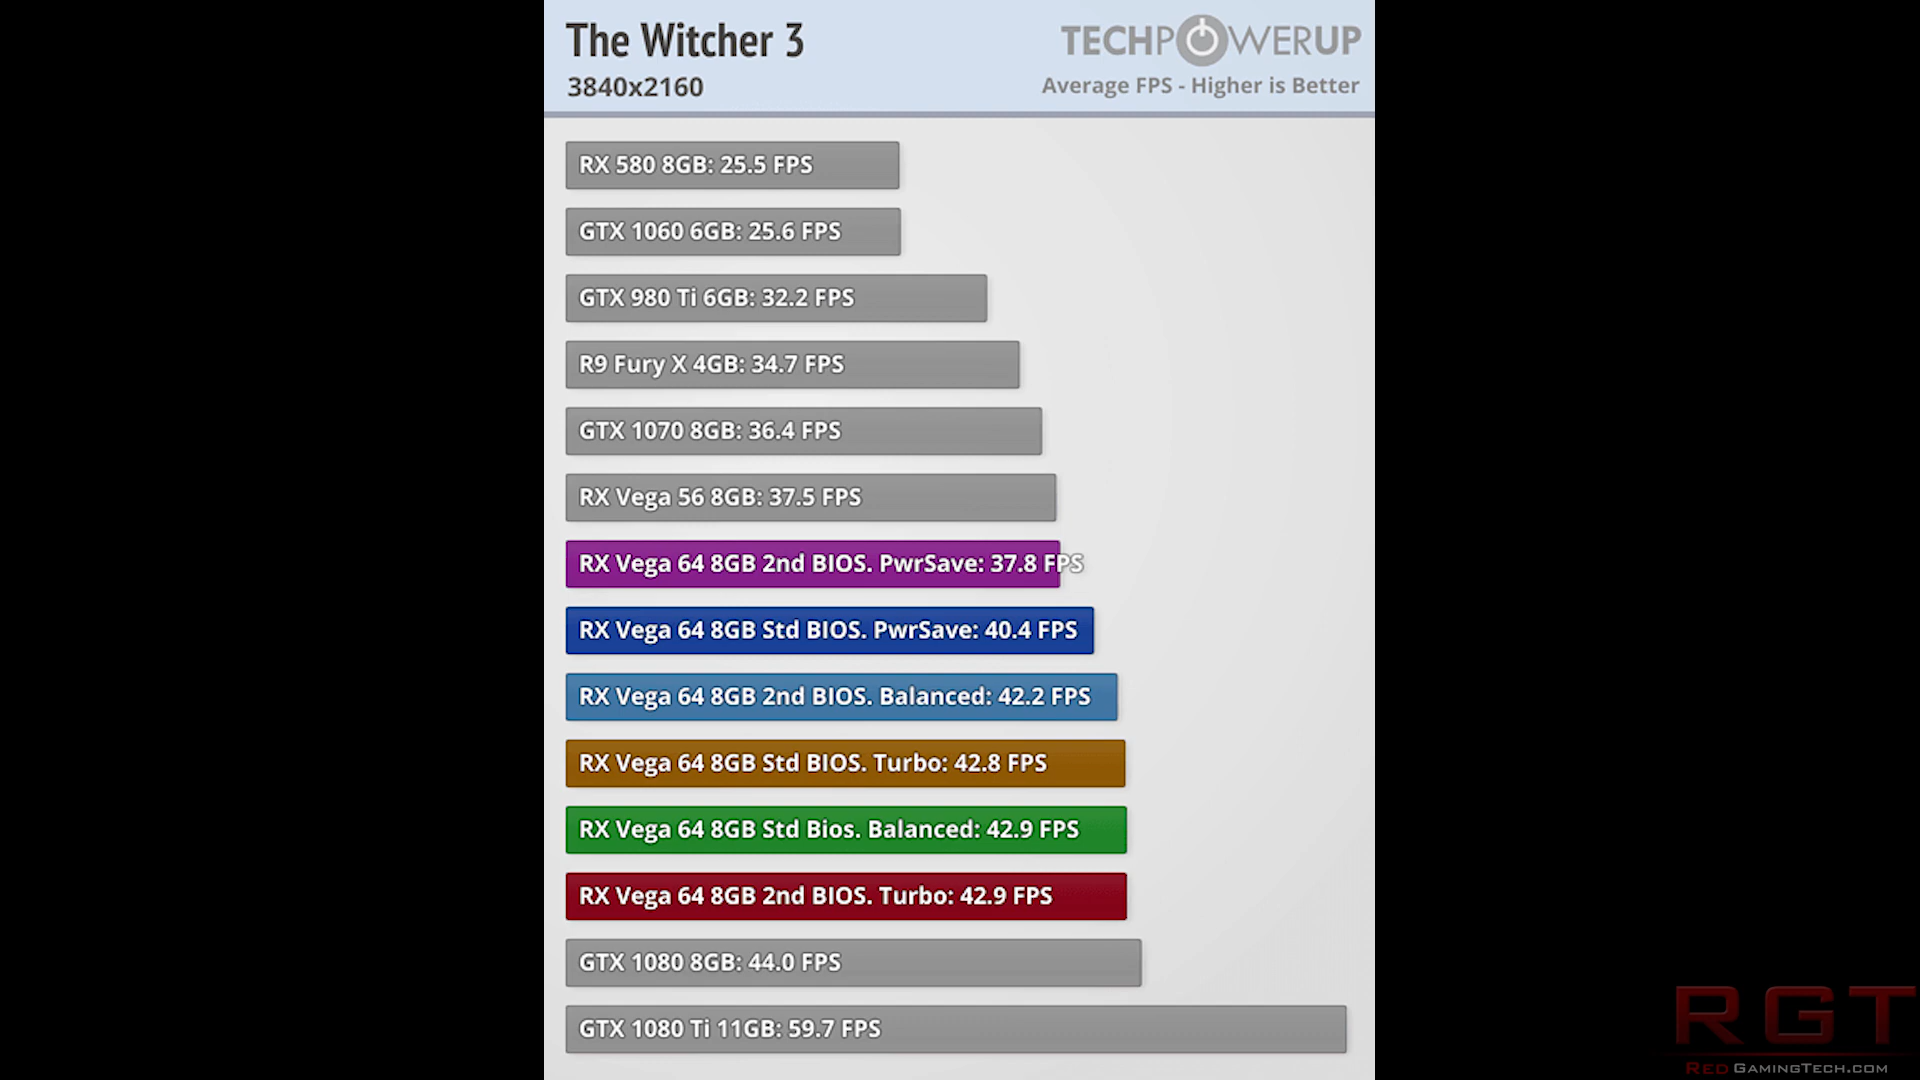 The Witcher 3
TECHPOWERUP
3840x2160
Average FPS - Higher is Better
RX 580 8GB: 25.5 FPS
GTX 1060 6GB: 25.6 FPS
GTX 980 Ti 6GB: 32.2 FPS
R9 Fury X 4GB: 34.7 FPS
GTX 1070 8GB: 36.4 FPS
RX Vega 56 8GB: 37.5 FPS
RX Vega 64 8GB 2nd BIOS. PwrSave: 37.8 FPS
RX Vega 64 8GB Std BIOS. PwrSave: 40.4 FPS
RX Vega 64 8GB 2nd BIOS. Balanced: 42.2 FPS
RX Vega 64 8GB Std BIOS. Turbo: 42.8 FPS
RX Vega 64 8GB Std Bios. Balanced: 42.9 FPS
RX Vega 64 8GB 2nd BIOS. Turbo: 42.9 FPS
GTX 1080 8GB: 44.0 FPS
GTX 1080 Ti 11GB: 59.7 FPS
RGT
REDGAMINGTECH.COM